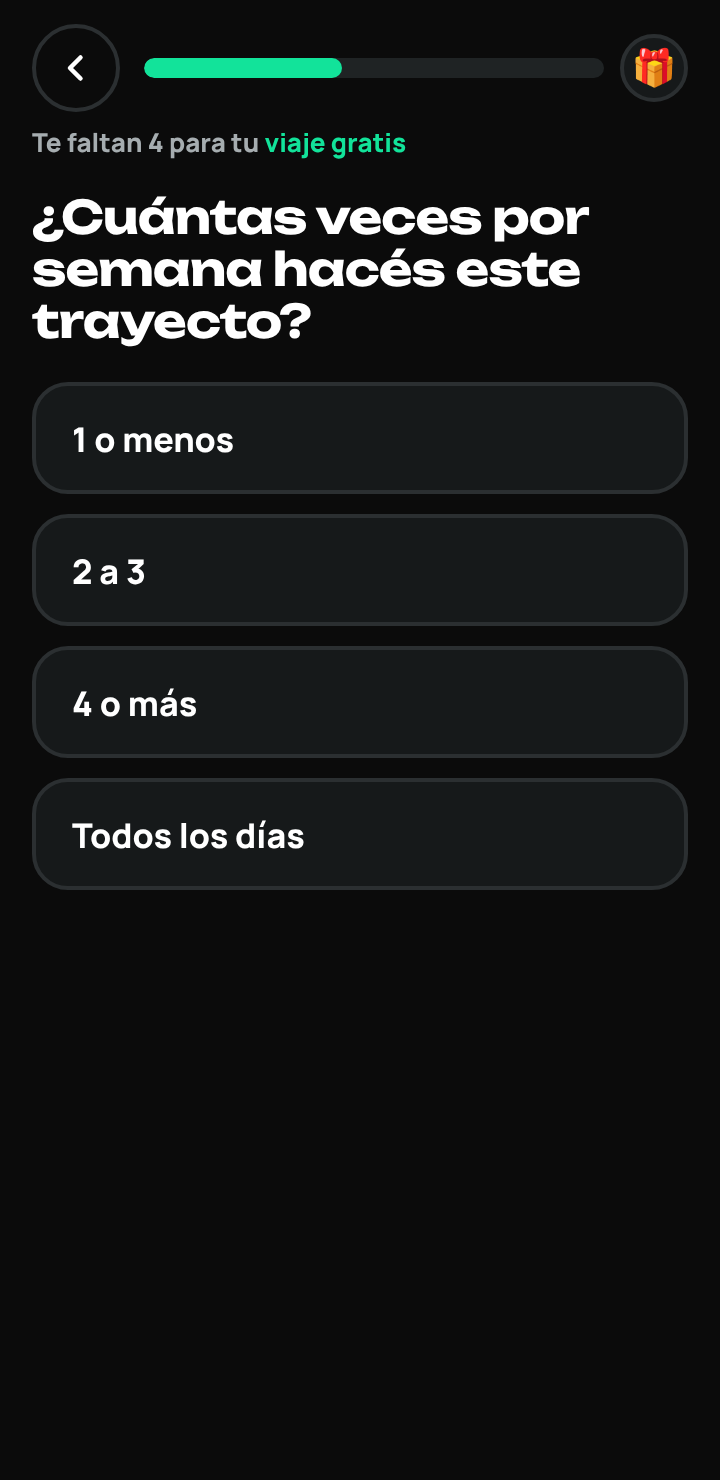 Te faltan 4 para tu viaje gratis
¿Cuántas veces por
semana hacés este
trayecto?
1 o menos
2 a 3
4 o más
Todos los días